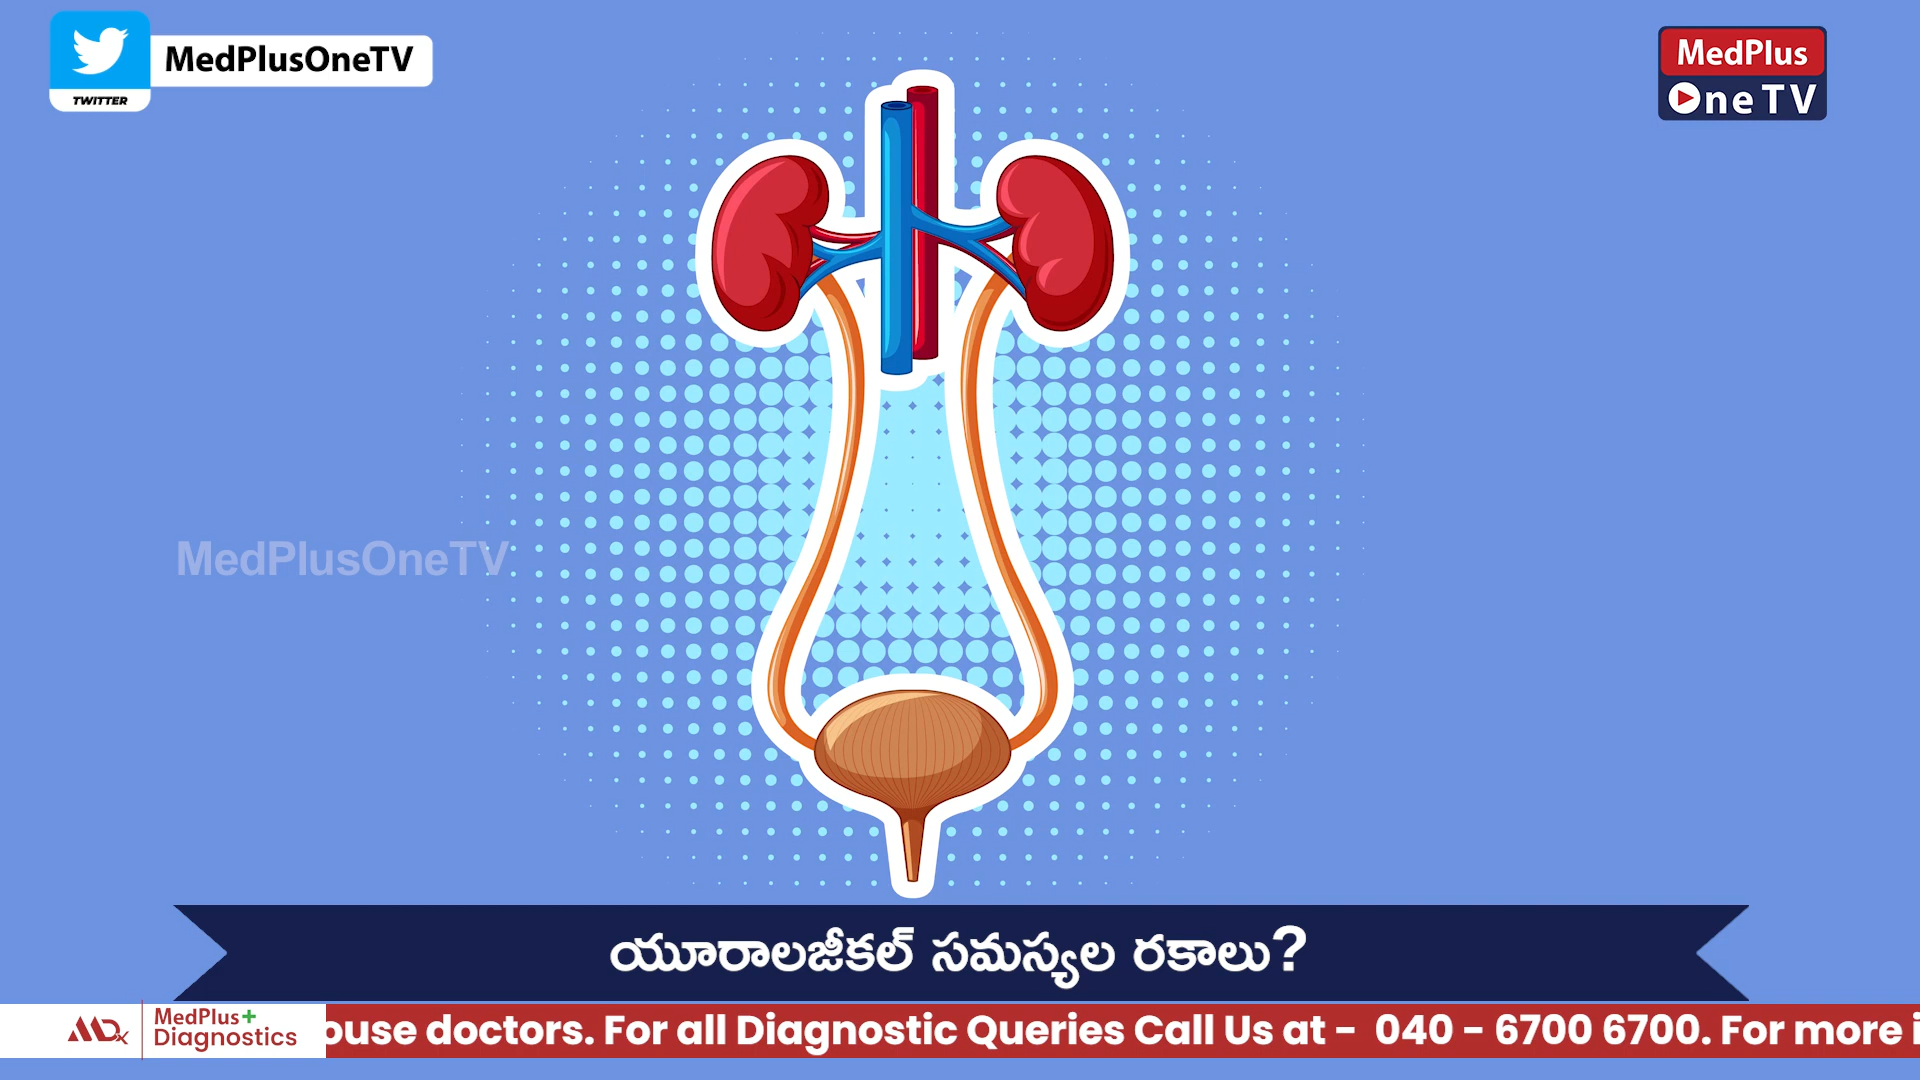 MedPlusOneTV
TWITTER
MedPlus
One TV
MedPlusOneTV
యూరాలజీకల్ సమస్యల రకాలు?
MedPlus+
Diagnostics
doctors. For all Diagnostic Queries Call Us at - 040 - 6700 6700. For more